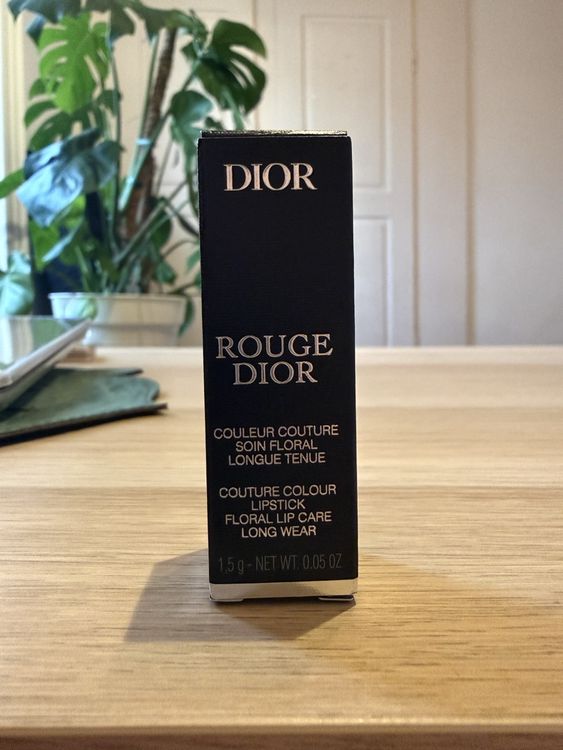 DIOR
ROUGE
DIOR
COULEUR COUTURE
SOIN FLORAL
LONGUE TENUE
COUTURE COLOUR
LIPSTICK
FLORAL LIP CARE
LONG WEAR
1,5 g - NET WT. 0.05 OZ